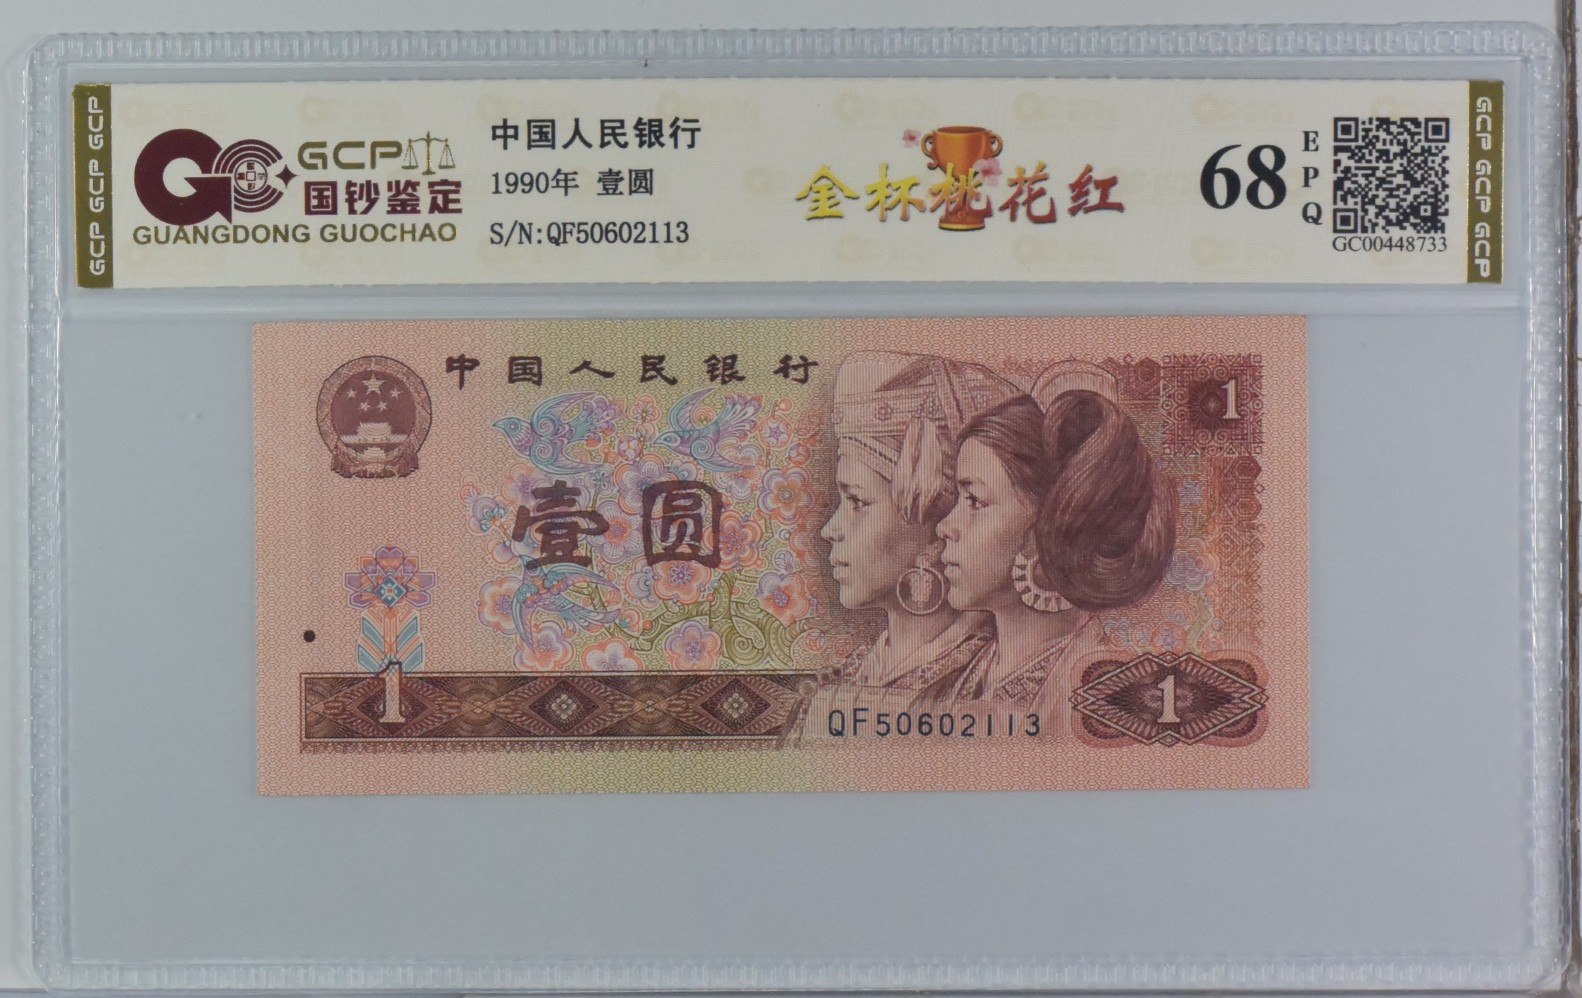 GCP GCP GCP
GCP
国钞鉴定
GUANGDONG GUOCHAO
中国人民银行
1990年 壹圆
S/N:QF50602113
金杯桃花红
68
EPQ
GC00448733
GCP GCP GCP
中国人民银行
1
壹圆
1
QF50602113
1